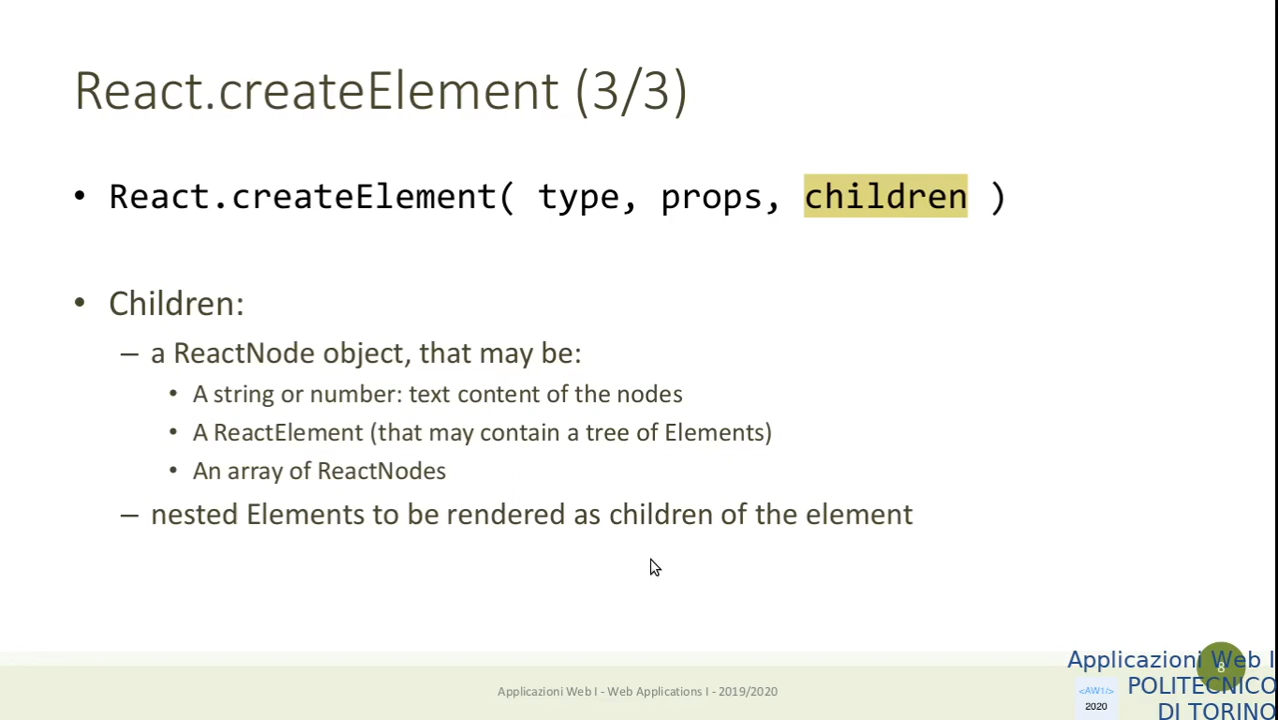 React.createElement (3/3)
• React.createElement( type, props, children )
• Children:
– a ReactNode object, that may be:
• A string or number: text content of the nodes
• A ReactElement (that may contain a tree of Elements)
• An array of ReactNodes
– nested Elements to be rendered as children of the element
Applicazioni Web I - Web Applications I - 2019/2020
8
Applicazioni Web I
POLITECNICO
DI TORINO
<AW1/>
2020